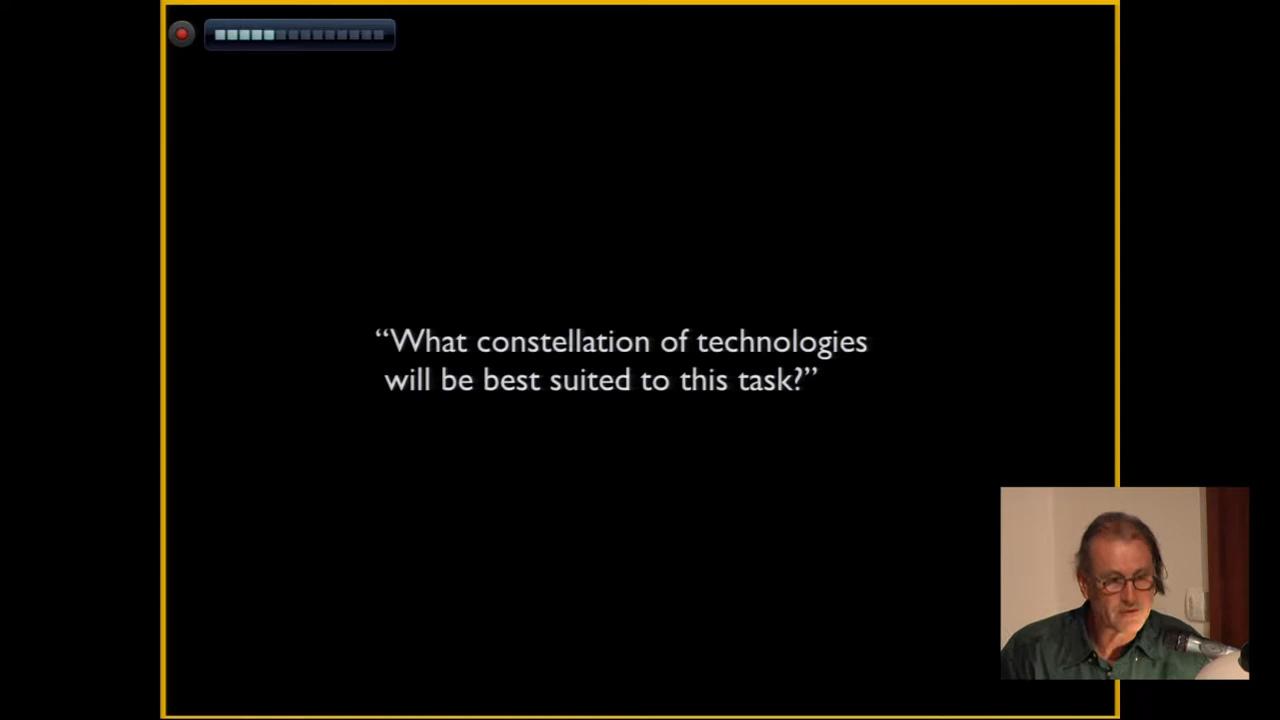 “What constellation of technologies
will be best suited to this task?”